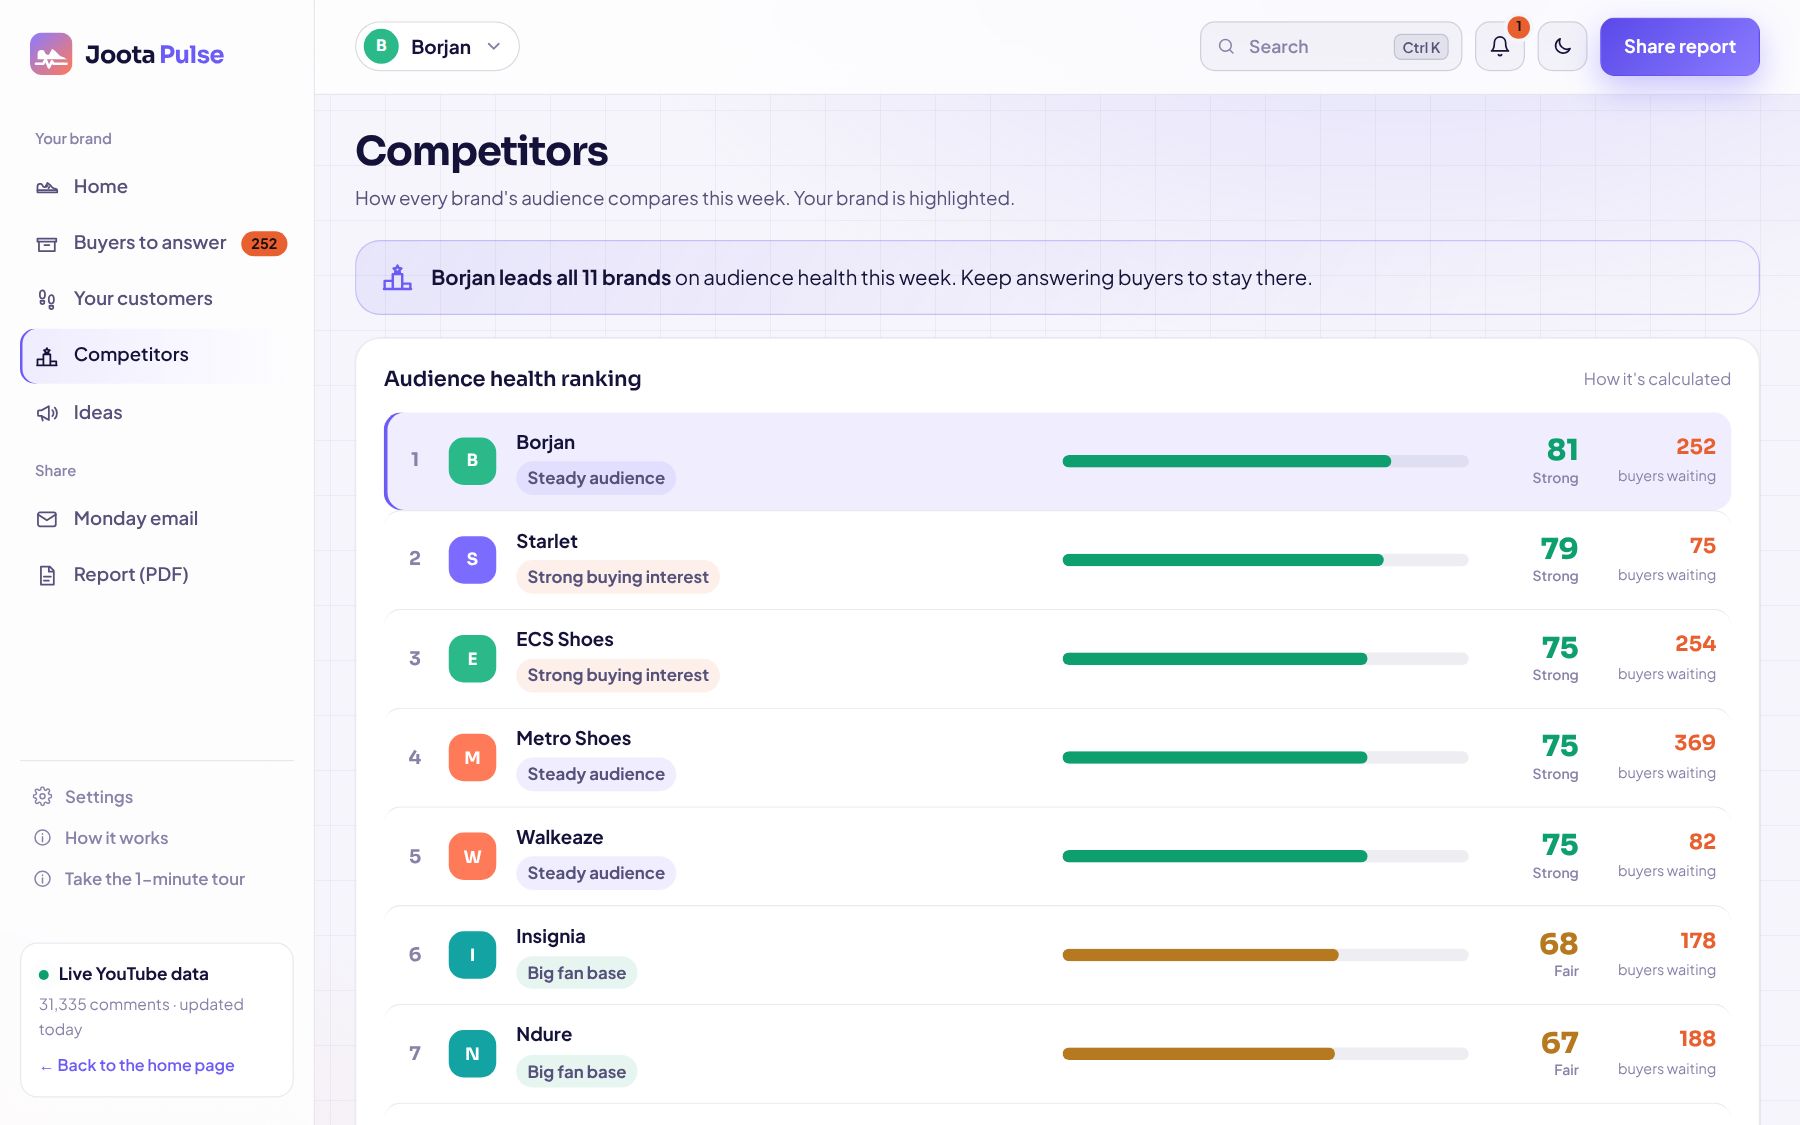 Joota Pulse
Your brand
Home
Buyers to answer 252
Your customers
Competitors
Ideas
Share
Monday email
Report (PDF)
Settings
How it works
Take the 1-minute tour
Live YouTube data
31,335 comments · updated
today
← Back to the home page
B Borjan
Search Ctrl K
1
Share report
Competitors
How every brand's audience compares this week. Your brand is highlighted.
Borjan leads all 11 brands on audience health this week. Keep answering buyers to stay there.
Audience health ranking
How it's calculated
1 B Borjan
Steady audience
81
Strong
252
buyers waiting
2 S Starlet
Strong buying interest
79
Strong
75
buyers waiting
3 E ECS Shoes
Strong buying interest
75
Strong
254
buyers waiting
4 M Metro Shoes
Steady audience
75
Strong
369
buyers waiting
5 W Walkeaze
Steady audience
75
Strong
82
buyers waiting
6 I Insignia
Big fan base
68
Fair
178
buyers waiting
7 N Ndure
Big fan base
67
Fair
188
buyers waiting